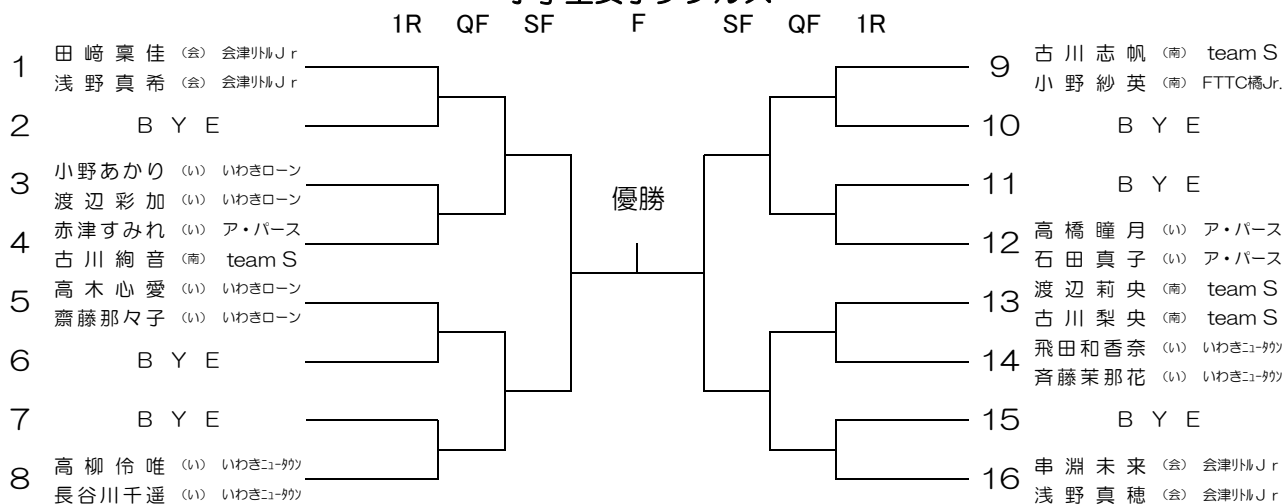 1R QF SF F SF QF 1R
1 田﨑稟佳 (会) 会津リトルJr
浅野真希 (会) 会津リトルJr
2 BYE
3 小野あかり (い) いわきローン
渡辺彩加 (い) いわきローン
4 赤津すみれ (い) ア・パース
古川絢音 (南) team S
5 高木心愛 (い) いわきローン
齋藤那々子 (い) いわきローン
6 BYE
7 BYE
8 高柳伶唯 (い) いわきニュータウン
長谷川千遥 (い) いわきニュータウン
優勝
9 古川志帆 (南) team S
小野紗英 (南) FTTC橘Jr.
10 BYE
11 BYE
12 高橋瞳月 (い) ア・パース
石田真子 (い) ア・パース
13 渡辺莉央 (南) team S
古川梨央 (南) team S
14 飛田和香奈 (い) いわきニュータウン
斉藤茉那花 (い) いわきニュータウン
15 BYE
16 串淵未来 (会) 会津リトルJr
浅野真穂 (会) 会津リトルJr